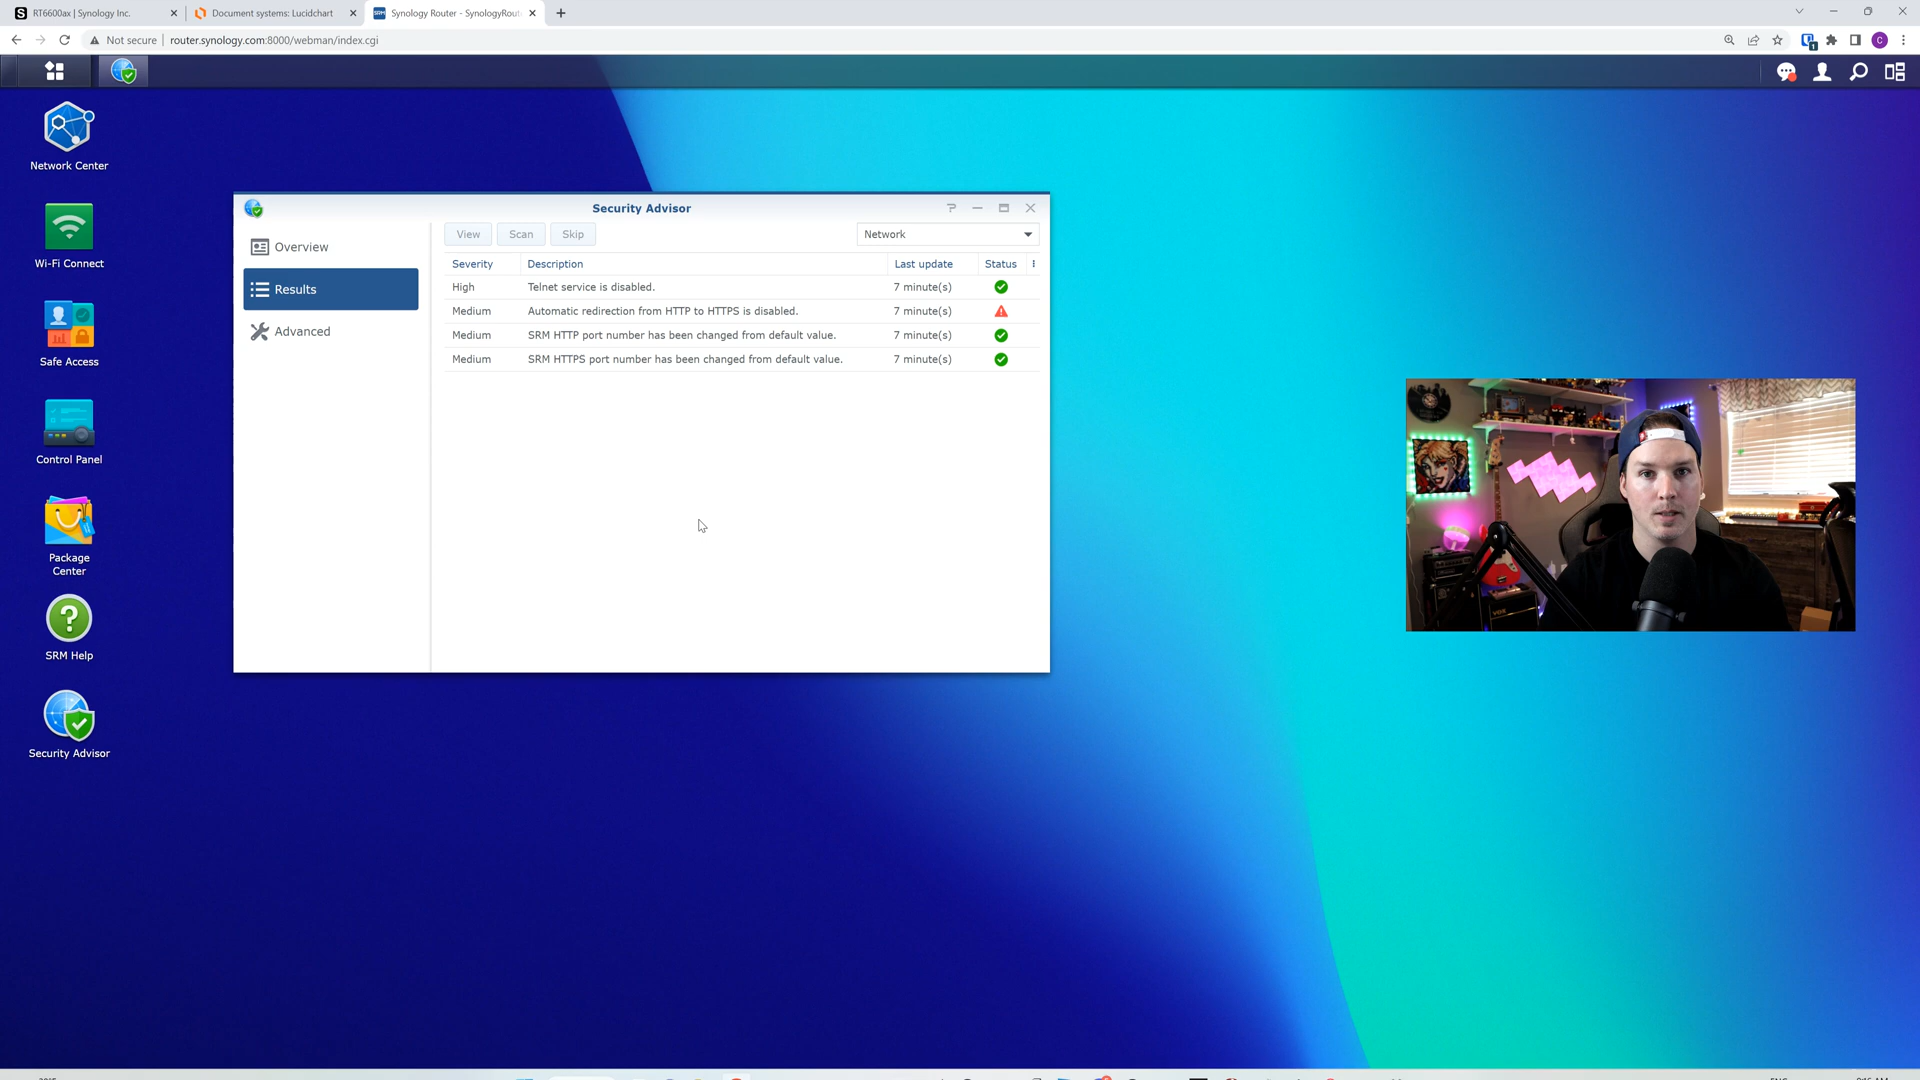 RT6600ax | Synology Inc.
Document systems: Lucidchart
SRM
Synology Router - SynologyRout
Not secure
router.synology.com:8000/webman/index.cgi
1
C
Network Center
Wi-Fi Connect
Safe Access
Control Panel
Package
Center
SRM Help
Security Advisor
Security Advisor
Overview
Results
Advanced
View
Scan
Skip
Network
Severity
Description
Last update
Status
High
Telnet service is disabled.
7 minute(s)
Medium
Automatic redirection from HTTP to HTTPS is disabled.
7 minute(s)
Medium
SRM HTTP port number has been changed from default value.
7 minute(s)
Medium
SRM HTTPS port number has been changed from default value.
7 minute(s)
VOX